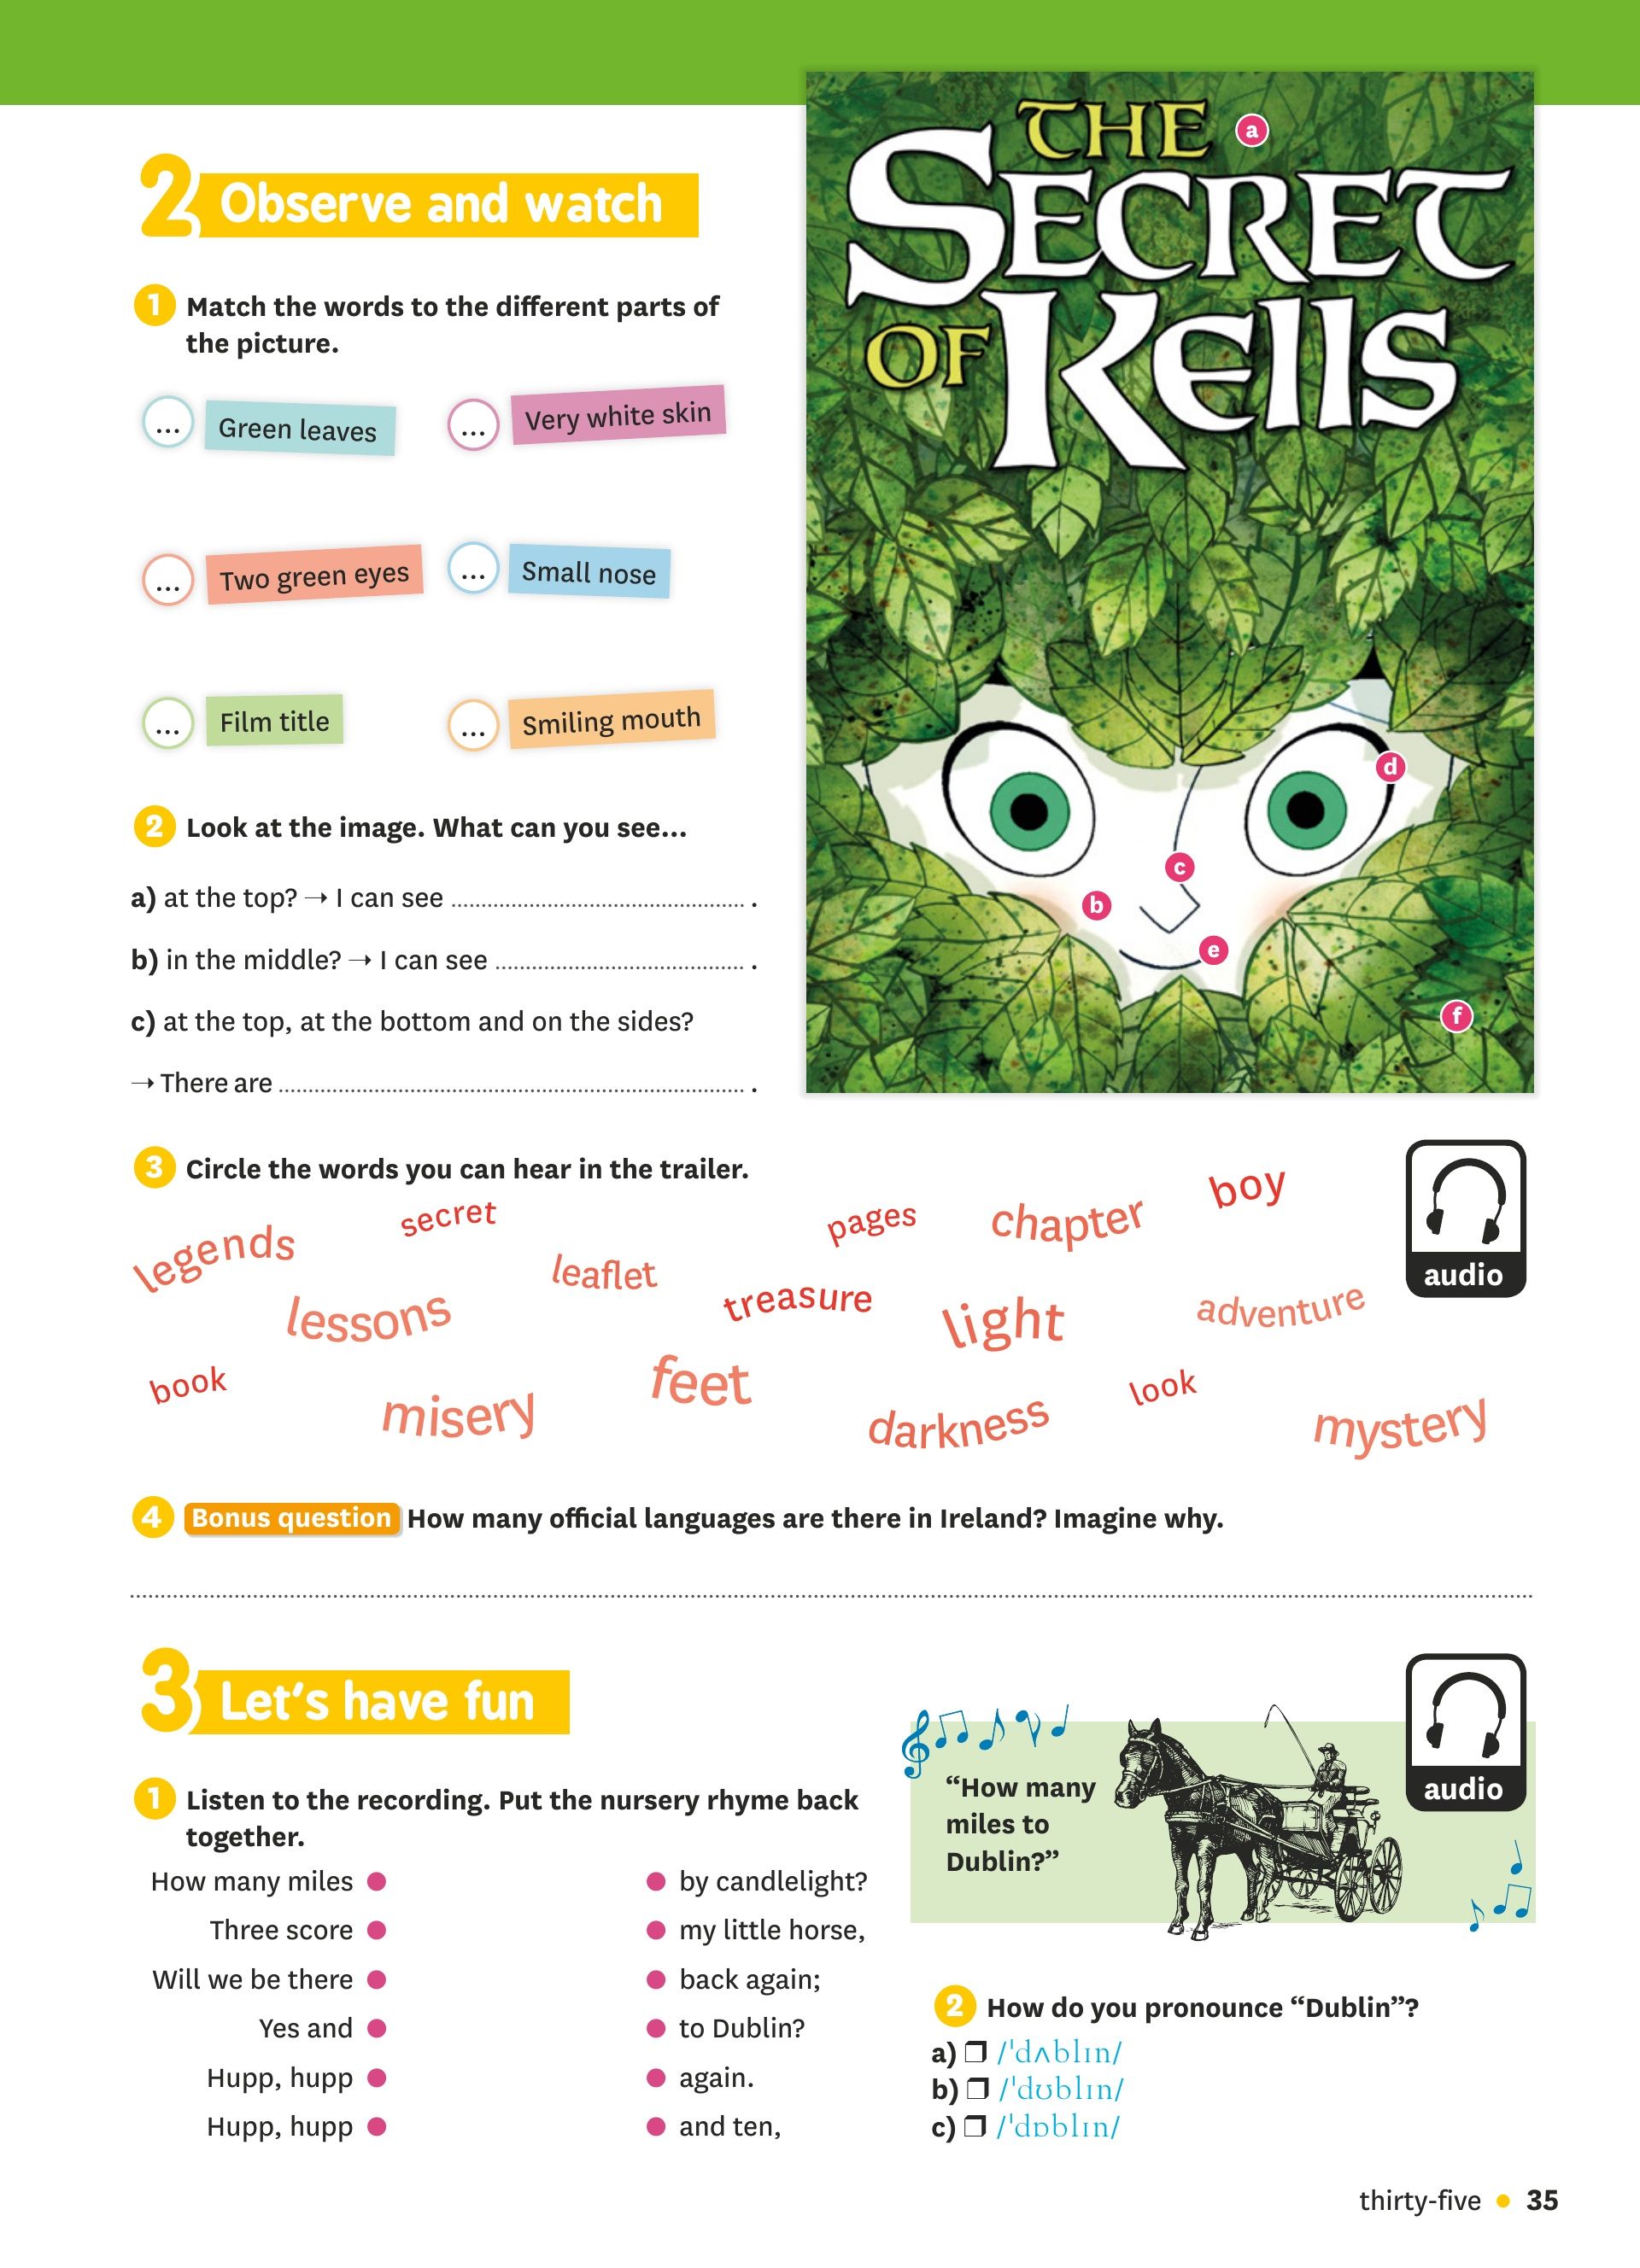 2 Observe and watch
1 Match the words to the different parts of
the picture.
... Green leaves
... Very white skin
... Two green eyes
... Small nose
... Film title
... Smiling mouth
2 Look at the image. What can you see...
a) at the top? → I can see .................... .
b) in the middle? → I can see .................... .
c) at the top, at the bottom and on the sides?
→ There are .................... .
THE
SECRET
OF KELLS
a
d
c
b
e
f
3 Circle the words you can hear in the trailer.
legends
secret
leaflet
pages
chapter
boy
lessons
treasure
light
adventure
book
misery
feet
darkness
look
mystery
audio
4 Bonus question How many official languages are there in Ireland? Imagine why.
3 Let's have fun
1 Listen to the recording. Put the nursery rhyme back
together.
How many miles ● ● by candlelight?
Three score ● ● my little horse,
Will we be there ● ● back again;
Yes and ● ● to Dublin?
Hupp, hupp ● ● again.
Hupp, hupp ● ● and ten,
“How many
miles to
Dublin?”
audio
2 How do you pronounce “Dublin”?
a) ❒ /ˈdʌblɪn/
b) ❒ /ˈdʊblɪn/
c) ❒ /ˈdɒblɪn/
thirty-five ● 35